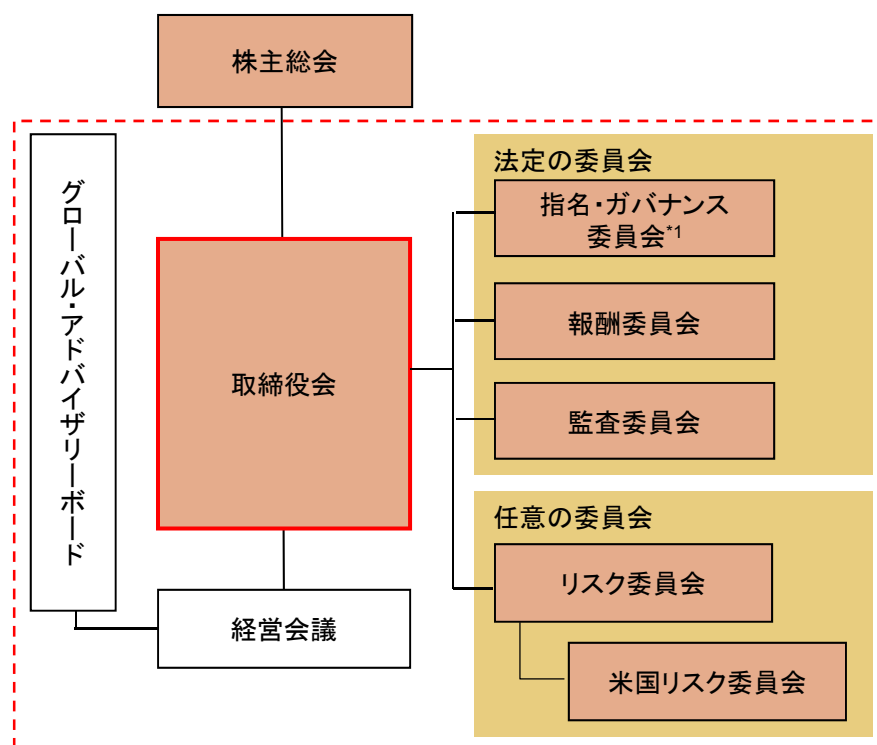 株主総会
グローバル・アドバイザリーボード
取締役会
経営会議
法定の委員会
指名・ガバナンス
委員会*1
報酬委員会
監査委員会
任意の委員会
リスク委員会
米国リスク委員会